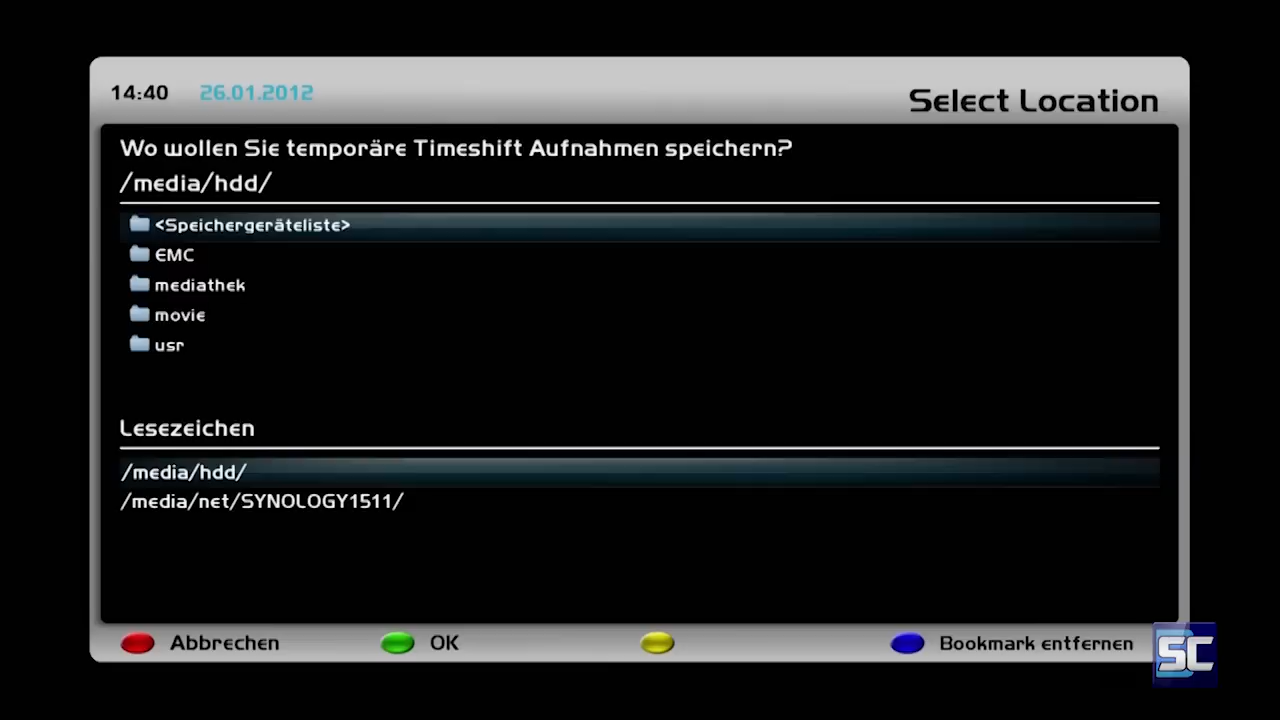 14:40 26.01.2012
Select Location
Wo wollen Sie temporäre Timeshift Aufnahmen speichern?
/media/hdd/
<Speichergeräteliste>
EMC
mediathek
movie
usr
Lesezeichen
/media/hdd/
/media/net/SYNOLOGY1511/
Abbrechen OK Bookmark entfernen
SC